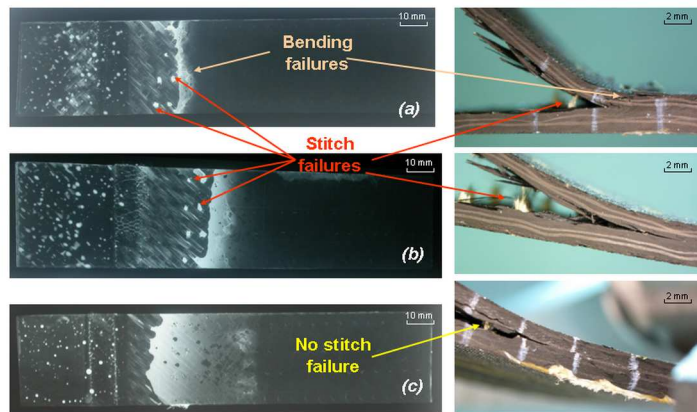 10 mm
2 mm
Bending
failures
(a)
Stitch
failures
10 mm
2 mm
(b)
10 mm
2 mm
No stitch
failure
(c)